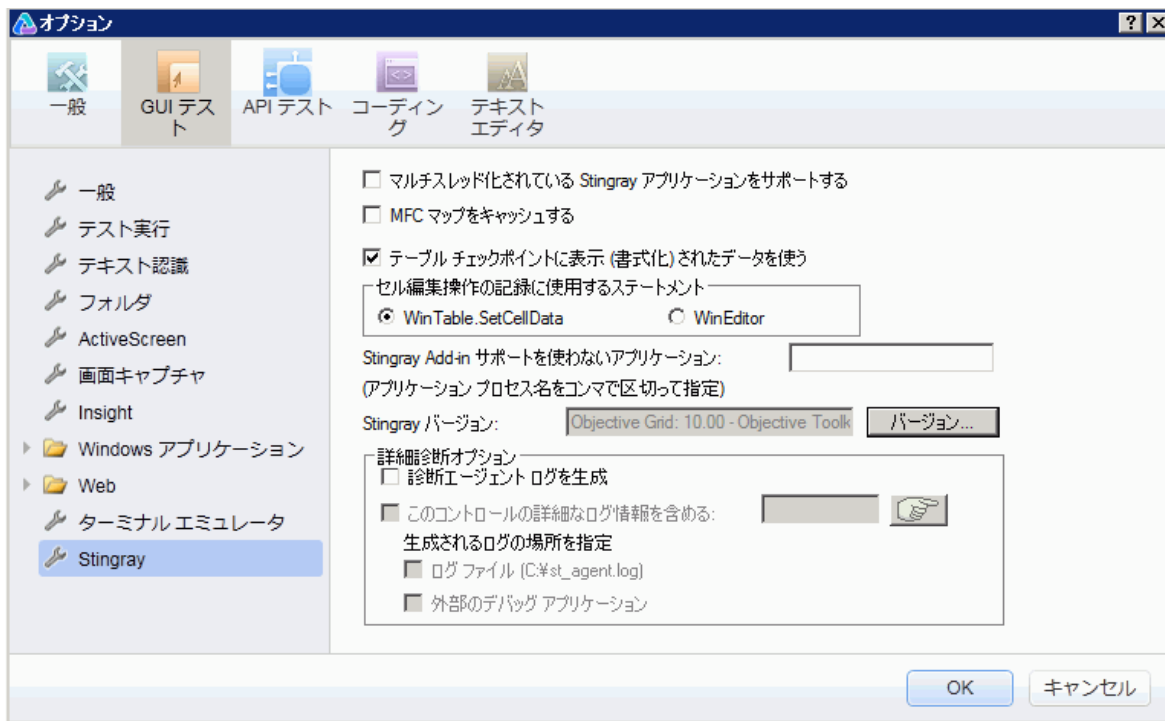 オプション
一般
GUI テス
ト
API テスト
コーディン
グ
テキスト
エディタ
一般
テスト実行
テキスト認識
フォルダ
ActiveScreen
画面キャプチャ
Insight
Windows アプリケーション
Web
ターミナル エミュレータ
Stingray
マルチスレッド化されている Stingray アプリケーションをサポートする
MFC マップをキャッシュする
テーブル チェックポイントに表示 (書式化) されたデータを使う
セル編集操作の記録に使用するステートメント
WinTable.SetCellData
WinEditor
Stingray Add-in サポートを使わないアプリケーション:
(アプリケーション プロセス名をコンマで区切って指定)
Stingray バージョン:
Objective Grid: 10.00 - Objective Toolk
バージョン...
詳細診断オプション
診断エージェント ログを生成
このコントロールの詳細なログ情報を含める:
生成されるログの場所を指定
ログ ファイル (C:¥st_agent.log)
外部のデバッグ アプリケーション
OK
キャンセル